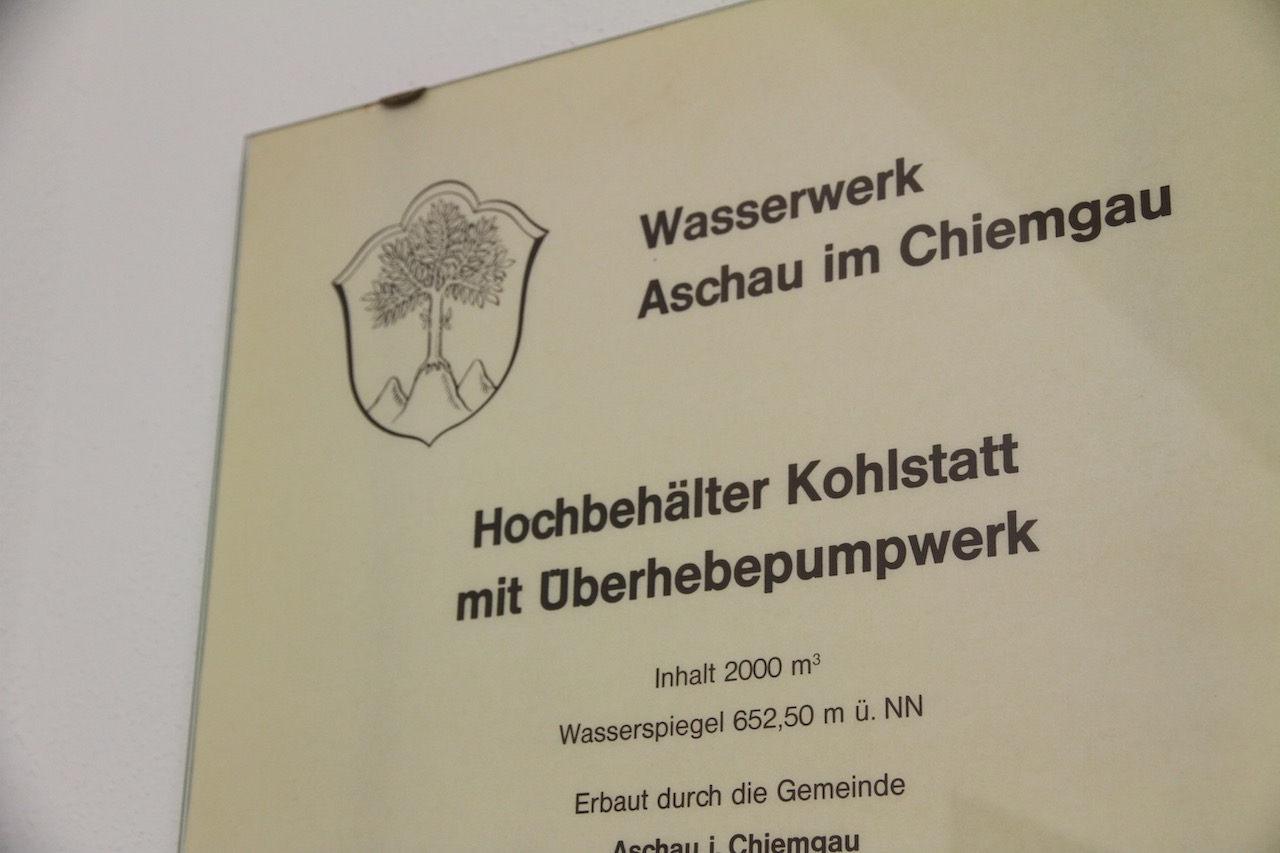 Wasserwerk
Aschau im Chiemgau
Hochbehälter Kohlstatt
mit Überhebepumpwerk
Inhalt 2000 m³
Wasserspiegel 652,50 m ü. NN
Erbaut durch die Gemeinde
Aschau i. Chiemgau